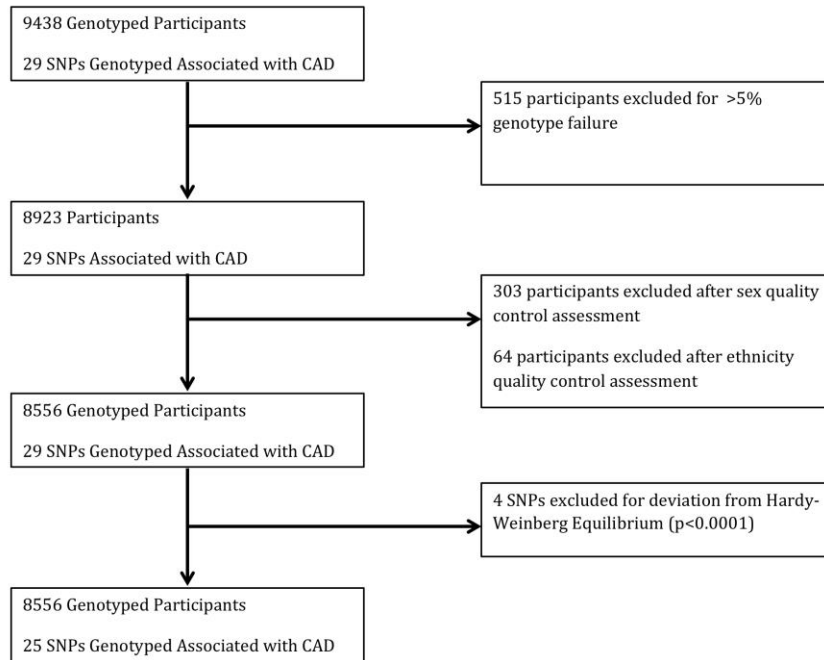 9438 Genotyped Participants
29 SNPs Genotyped Associated with CAD
515 participants excluded for >5%
genotype failure
8923 Participants
29 SNPs Associated with CAD
303 participants excluded after sex quality
control assessment
64 participants excluded after ethnicity
quality control assessment
8556 Genotyped Participants
29 SNPs Genotyped Associated with CAD
4 SNPs excluded for deviation from Hardy-
Weinberg Equilibrium (p<0.0001)
8556 Genotyped Participants
25 SNPs Genotyped Associated with CAD